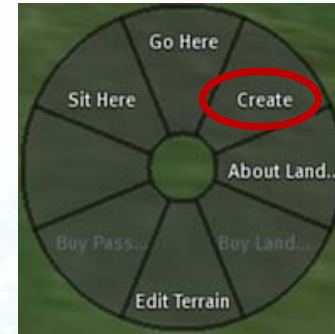 Go Here
Sit Here
Create
About Land..
Buy Pass...
Buy Land...
Edit Terrain